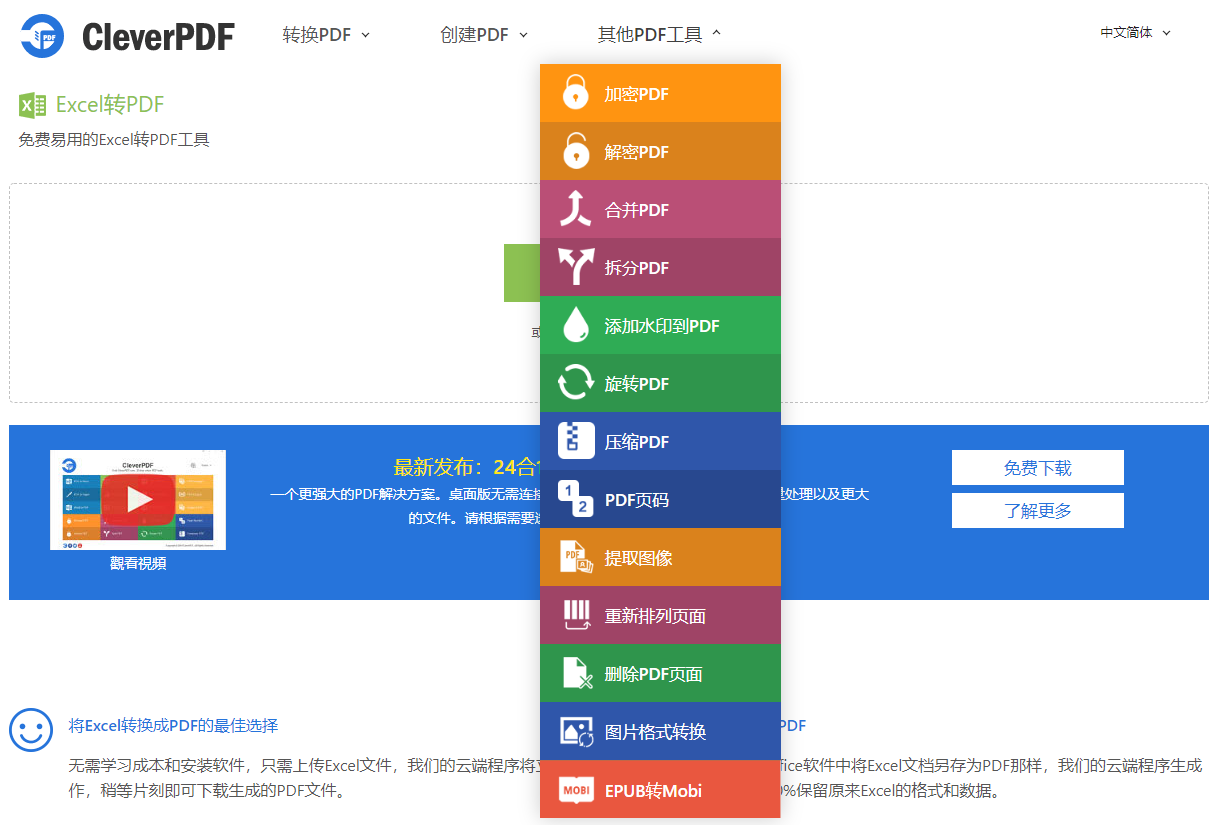 CleverPDF
转换PDF
创建PDF
其他PDF工具
中文简体
Excel转PDF
免费易用的Excel转PDF工具
加密PDF
解密PDF
合并PDF
拆分PDF
添加水印到PDF
旋转PDF
压缩PDF
PDF页码
提取图像
重新排列页面
删除PDF页面
图片格式转换
MOBI
EPUB转Mobi
CleverPDF
觀看視頻
最新发布：24合1
一个更强大的PDF解决方案。桌面版无需连接
处理以及更大
的文件。请根据需要
免费下载
了解更多
将Excel转换成PDF的最佳选择
PDF
无需学习成本和安装软件，只需上传Excel文件，我们的云端程序将
fice软件中将Excel文档另存为PDF那样，我们的云端程序生成
作，稍等片刻即可下载生成的PDF文件。
%保留原来Excel的格式和数据。